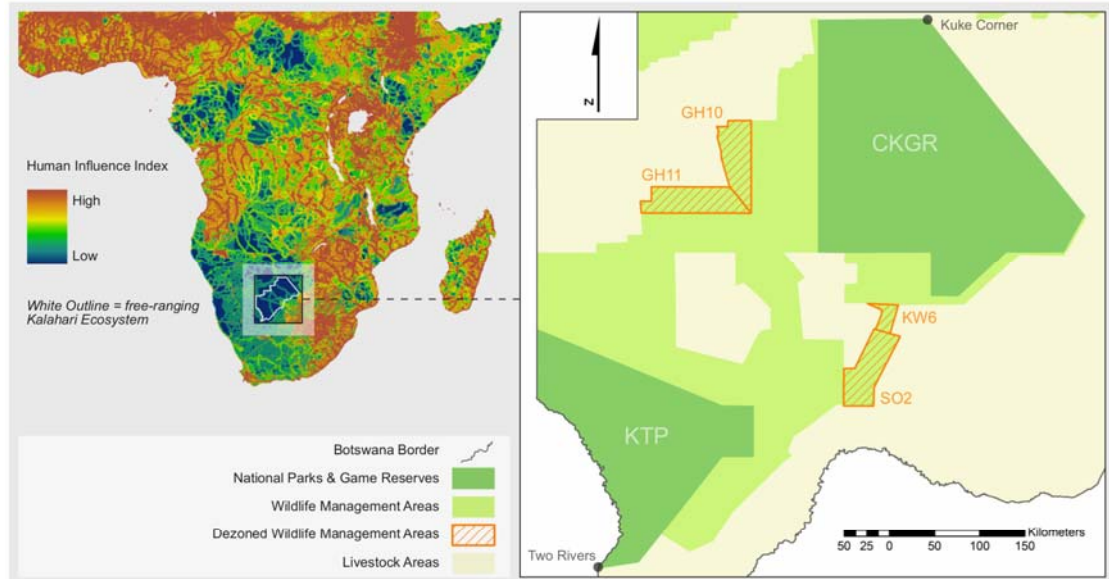 Human Influence Index
High
Low
White Outline = free-ranging
Kalahari Ecosystem
Botswana Border
National Parks & Game Reserves
Wildlife Management Areas
Dezoned Wildlife Management Areas
Livestock Areas
N
Kuke Corner
GH10
CKGR
GH11
KW6
SO2
KTP
Two Rivers
Kilometers
50 25 0 50 100 150